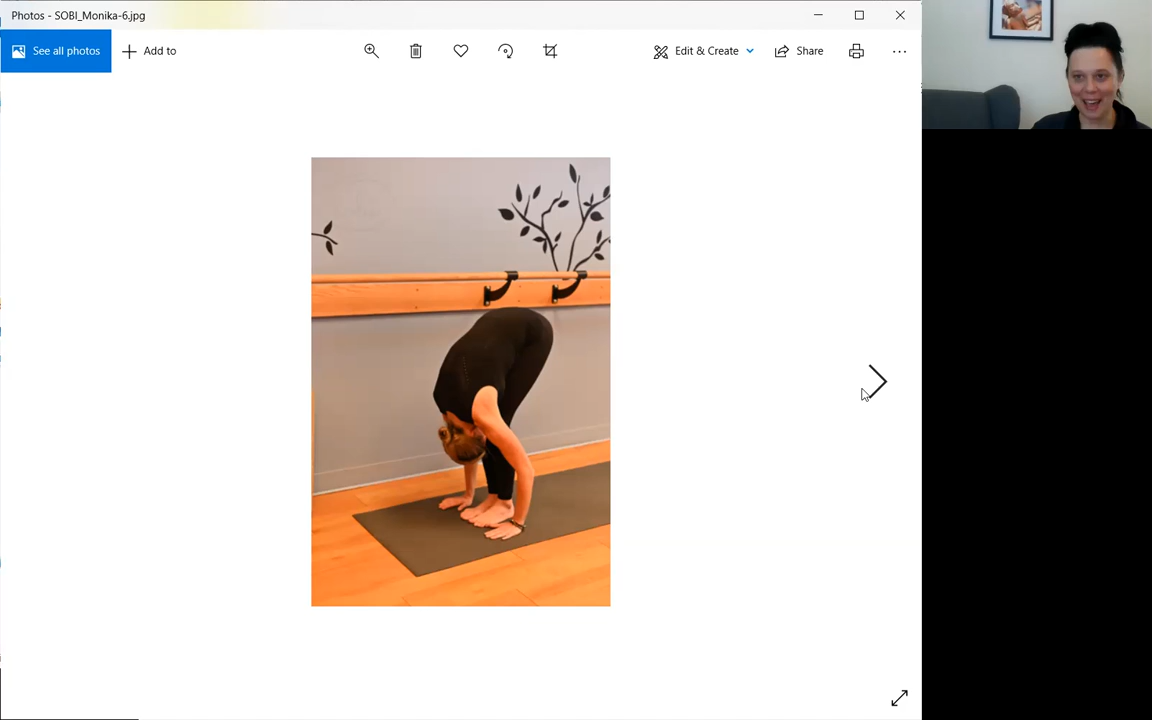 Photos - SOBI_Monika-6.jpg
See all photos
Add to
Edit & Create
Share